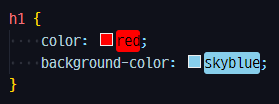 h1 {
    color: red;
    background-color: skyblue;
}